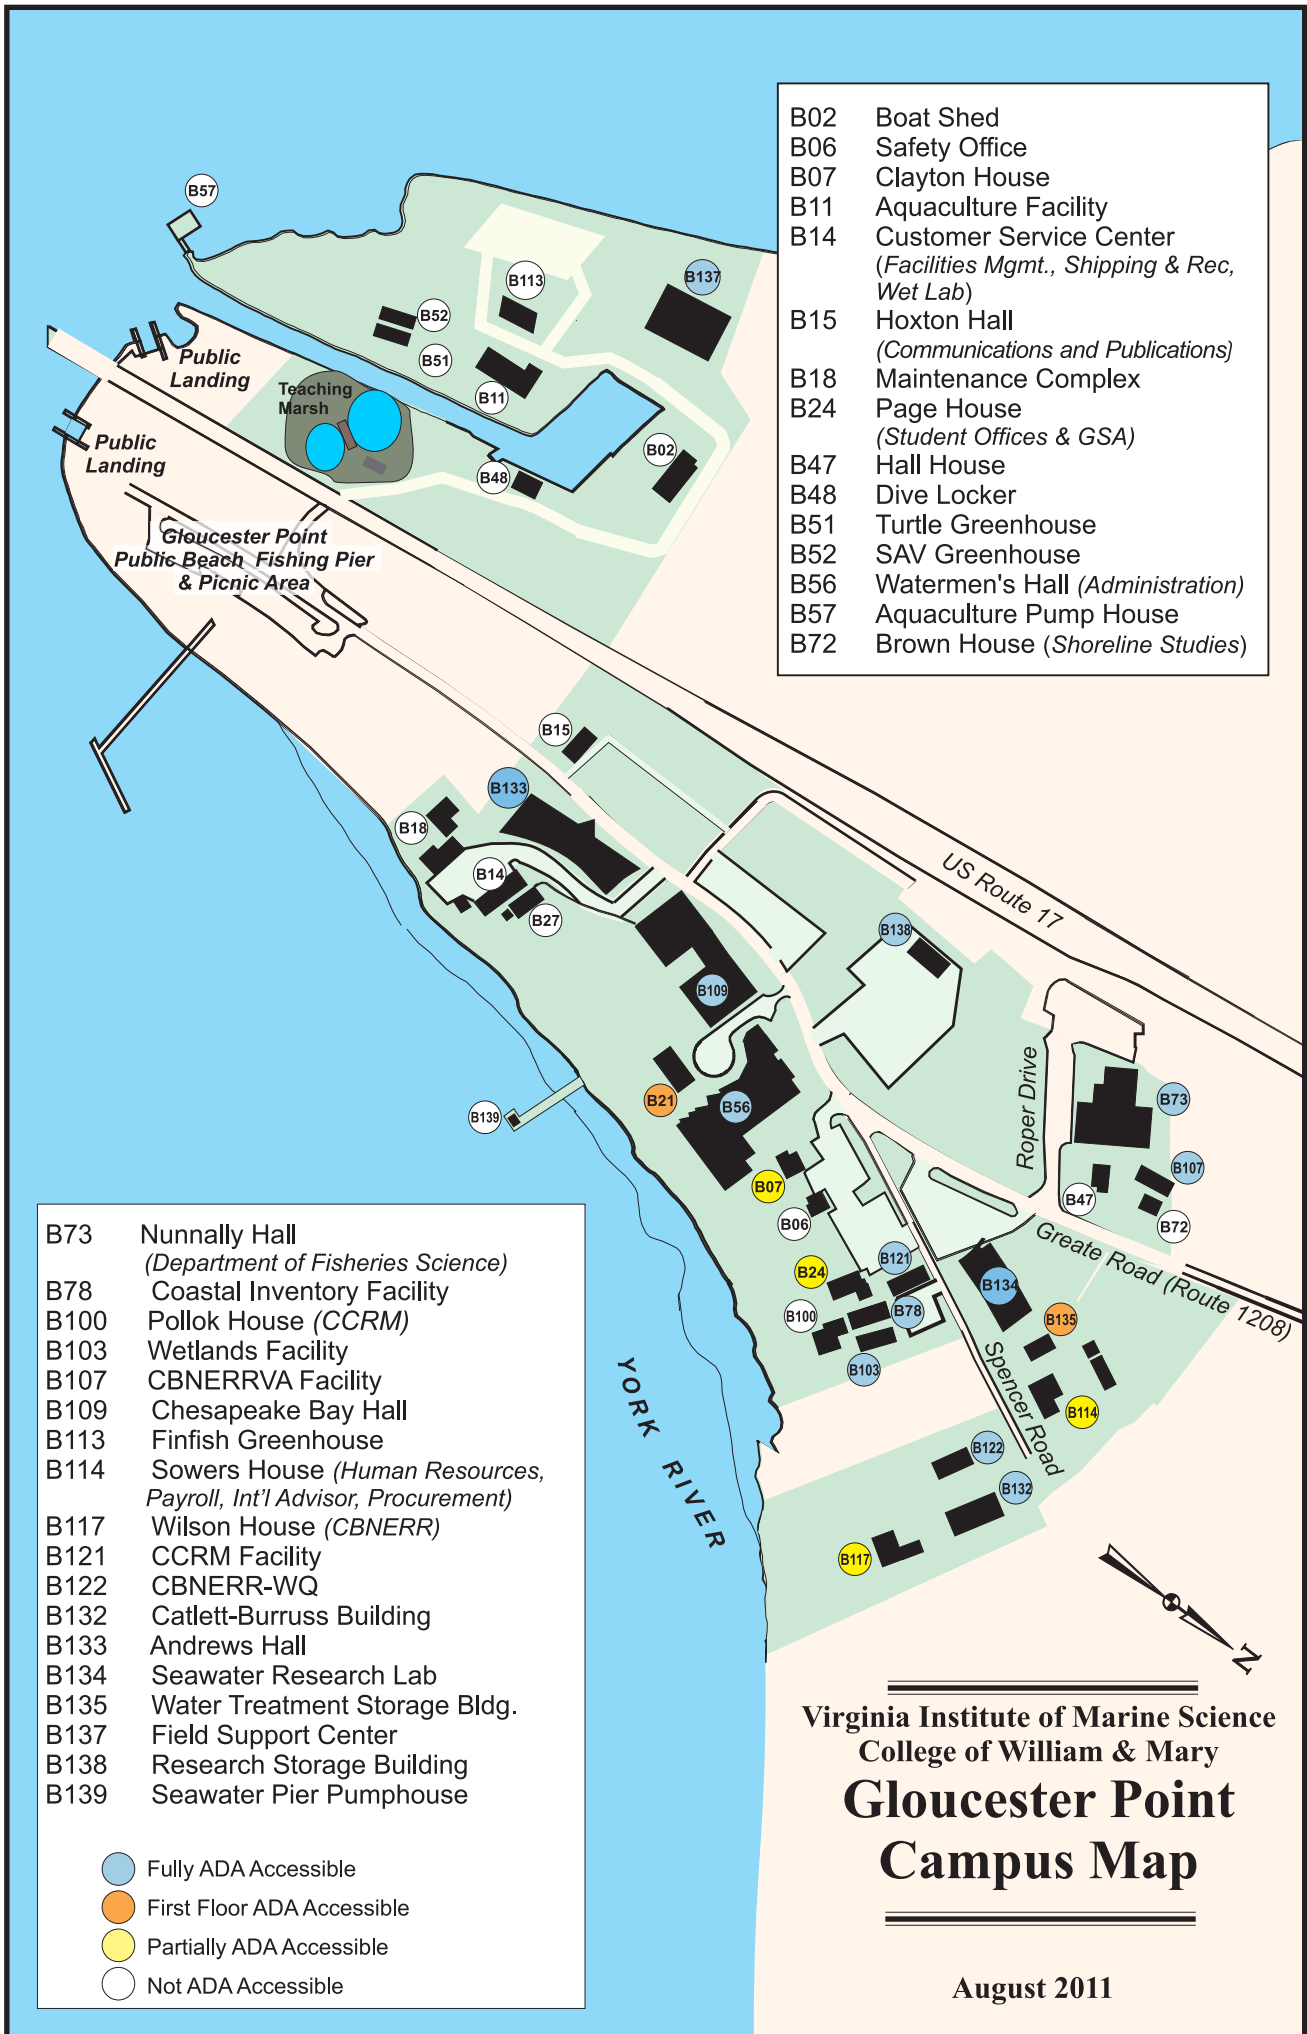 B02 Boat Shed
B06 Safety Office
B07 Clayton House
B11 Aquaculture Facility
B14 Customer Service Center
(Facilities Mgmt., Shipping & Rec,
Wet Lab)
B15 Hoxton Hall
(Communications and Publications)
B18 Maintenance Complex
B24 Page House
(Student Offices & GSA)
B47 Hall House
B48 Dive Locker
B51 Turtle Greenhouse
B52 SAV Greenhouse
B56 Watermen's Hall (Administration)
B57 Aquaculture Pump House
B72 Brown House (Shoreline Studies)
B57
B113
B137
B52
B51
B11
B02
B48
Public
Landing
Teaching
Marsh
Public
Landing
Gloucester Point
Public Beach Fishing Pier
& Picnic Area
B15
B133
B18
B14
B27
US Route 17
B138
B109
B21
B56
B139
Roper Drive
B73
B107
B47
B72
B07
B06
B24
B121
B100
B78
B103
B134
B135
B114
Greate Road (Route 1208)
Spencer Road
B122
B132
B117
YORK RIVER
B73 Nunnally Hall
(Department of Fisheries Science)
B78 Coastal Inventory Facility
B100 Pollok House (CCRM)
B103 Wetlands Facility
B107 CBNERRVA Facility
B109 Chesapeake Bay Hall
B113 Finfish Greenhouse
B114 Sowers House (Human Resources,
Payroll, Int'l Advisor, Procurement)
B117 Wilson House (CBNERR)
B121 CCRM Facility
B122 CBNERR-WQ
B132 Catlett-Burruss Building
B133 Andrews Hall
B134 Seawater Research Lab
B135 Water Treatment Storage Bldg.
B137 Field Support Center
B138 Research Storage Building
B139 Seawater Pier Pumphouse
Fully ADA Accessible
First Floor ADA Accessible
Partially ADA Accessible
Not ADA Accessible
N
Virginia Institute of Marine Science
College of William & Mary
Gloucester Point
Campus Map
August 2011